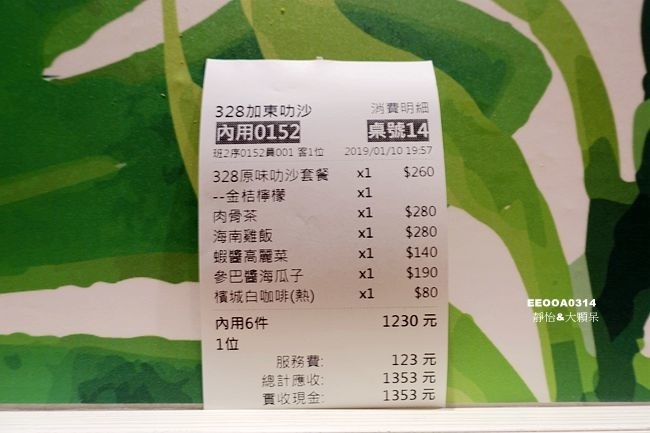 328加東叻沙 消費明細
內用0152 桌號14
班2序0152員001 客1位 2019/01/10 19:57
328原味叻沙套餐 x1 $260
--金桔檸檬 x1
肉骨茶 x1 $280
海南雞飯 x1 $280
蝦醬高麗菜 x1 $140
參巴醬海瓜子 x1 $190
檳城白咖啡(熱) x1 $80
內用6件 1230 元
1位
服務費: 123 元
總計應收: 1353 元
實收現金: 1353 元
EEOOA0314
靜怡&大顆呆